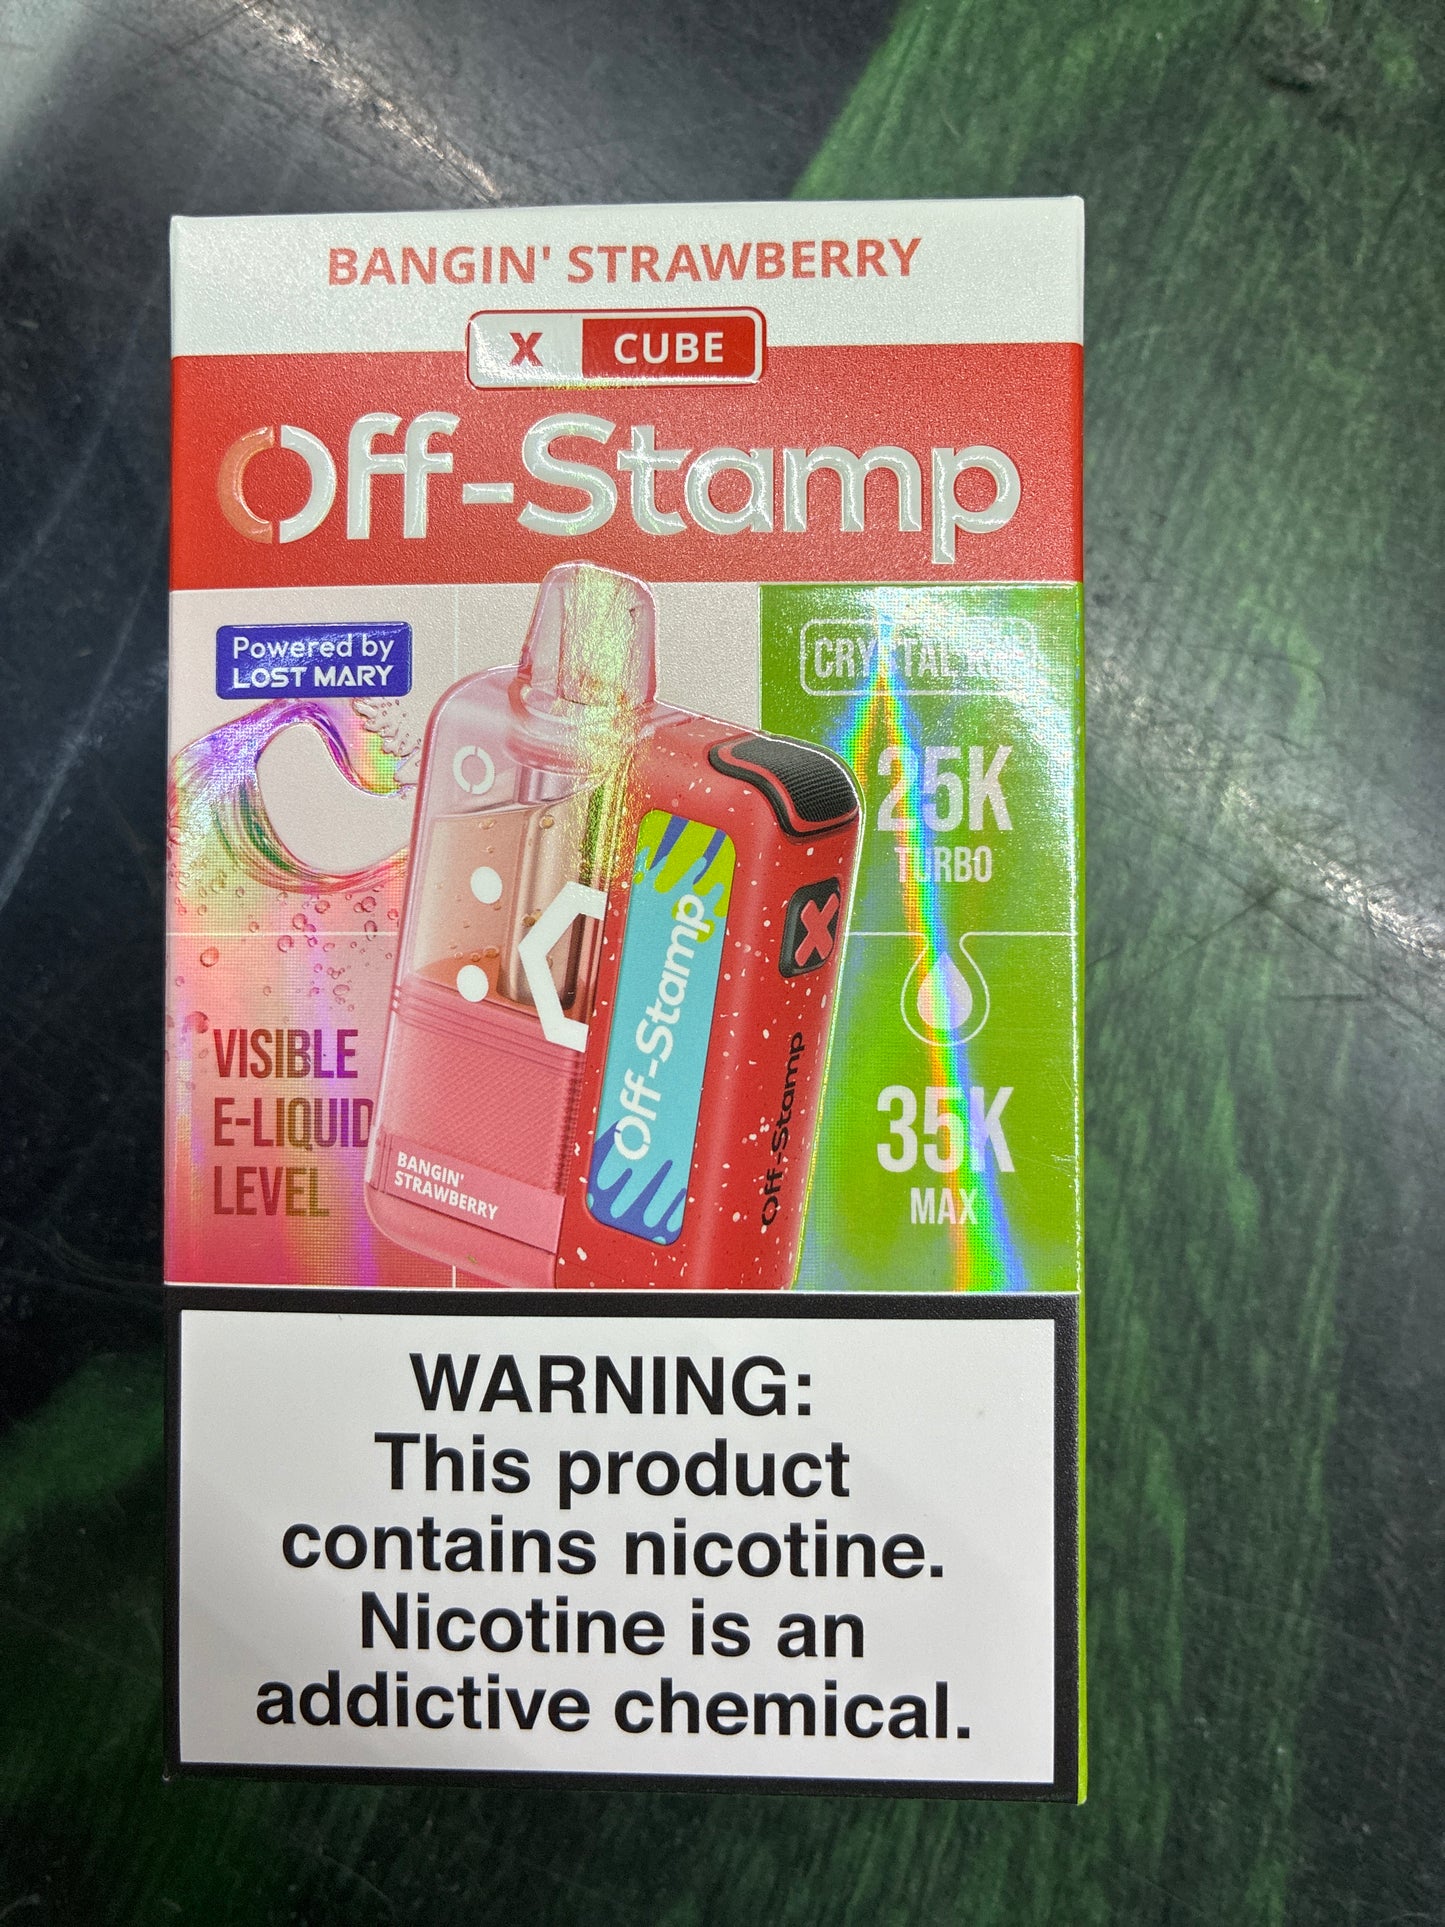 BANGIN' STRAWBERRY
X CUBE
Off-Stamp
Powered by
LOST MARY
25K
TURBO
35K
MAX
VISIBLE
E-LIQUID
LEVEL
Off-Stamp
X
Off-Stamp
BANGIN'
STRAWBERRY
WARNING:
This product
contains nicotine.
Nicotine is an
addictive chemical.